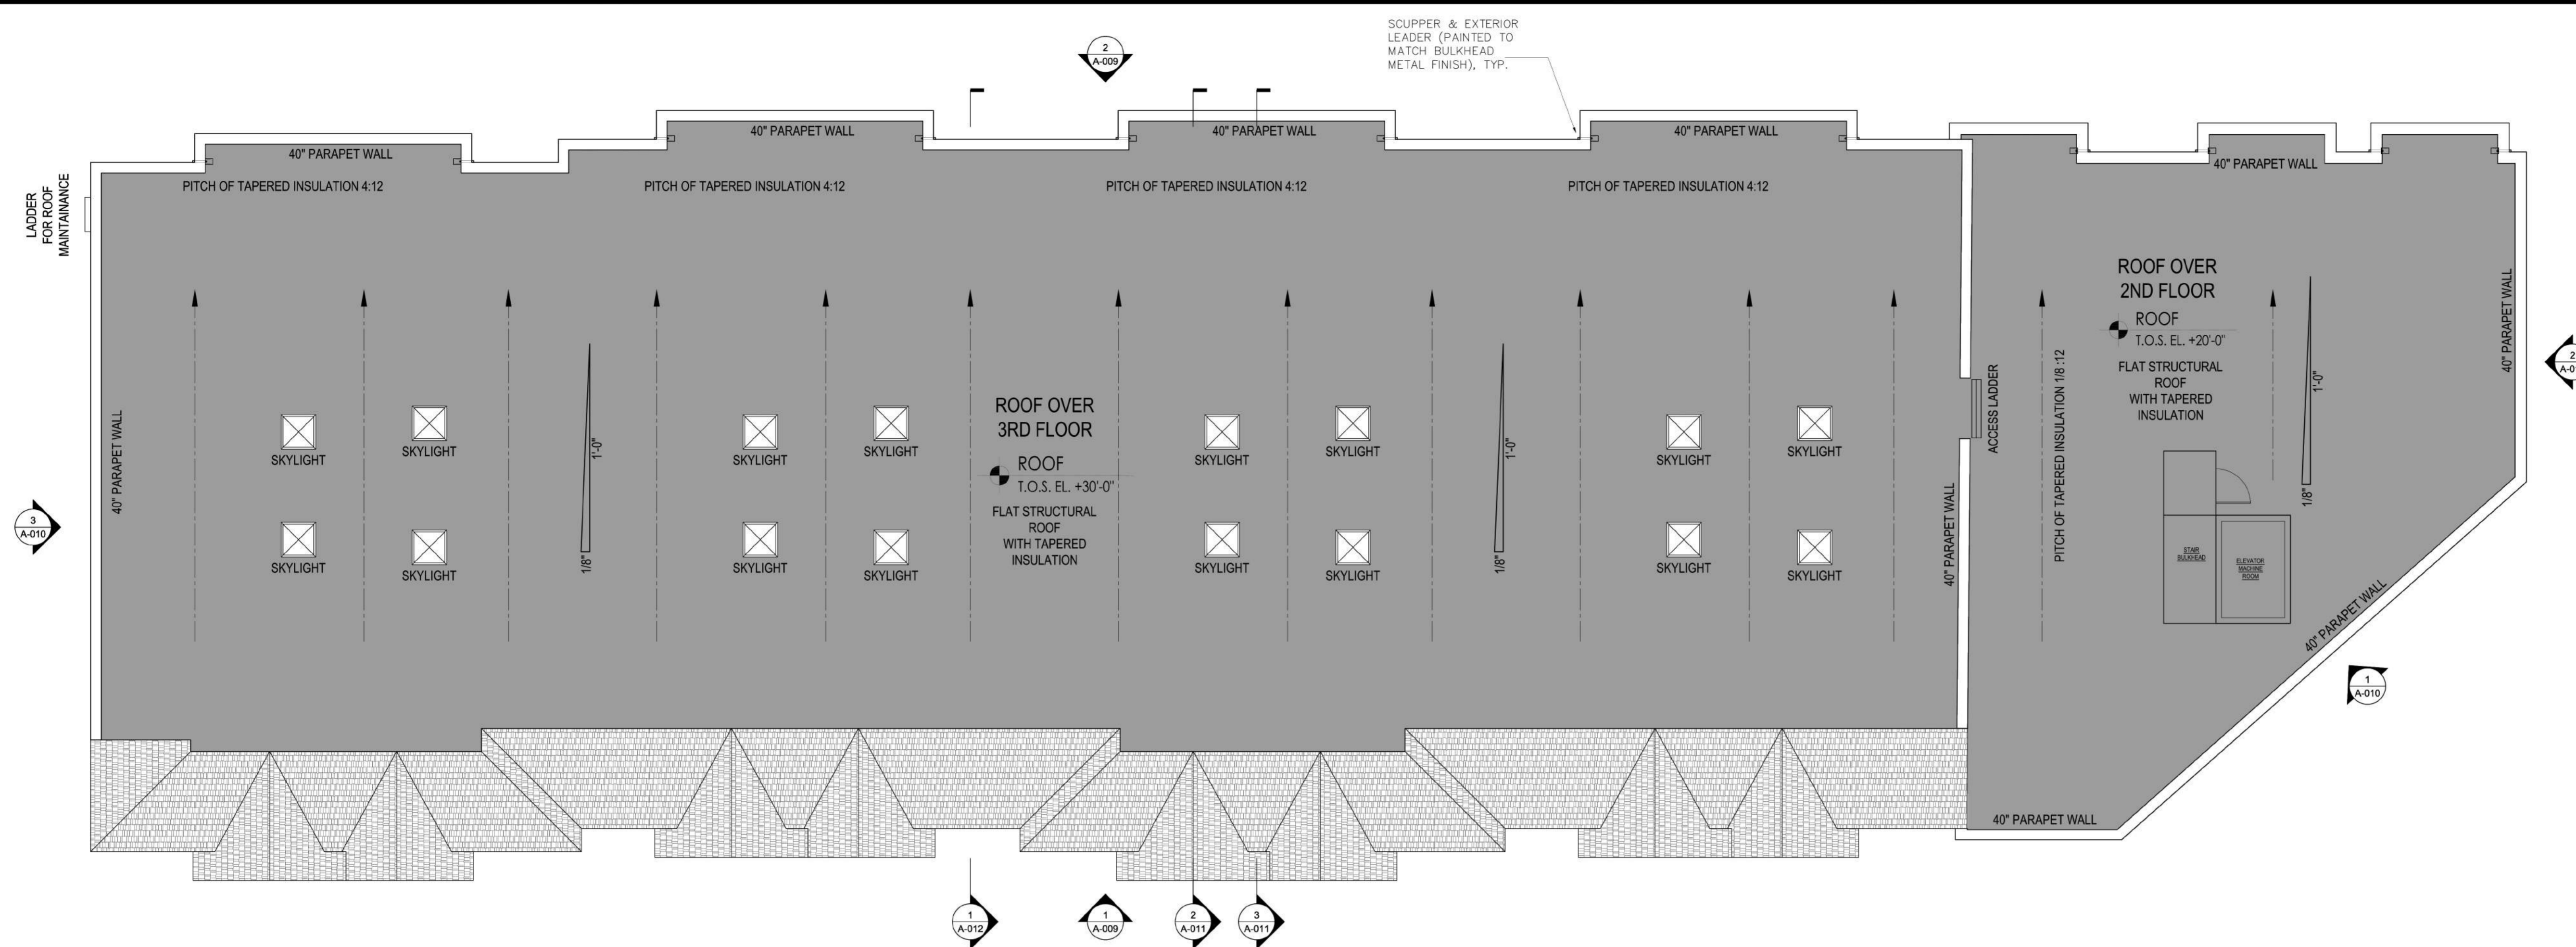 SCUPPER & EXTERIOR
LEADER (PAINTED TO
MATCH BULKHEAD
METAL FINISH), TYP.
2
A-009
40" PARAPET WALL
40" PARAPET WALL
40" PARAPET WALL
40" PARAPET WALL
40" PARAPET WALL
PITCH OF TAPERED INSULATION 4:12
PITCH OF TAPERED INSULATION 4:12
PITCH OF TAPERED INSULATION 4:12
PITCH OF TAPERED INSULATION 4:12
LADDER
FOR ROOF
MAINTAINANCE
40" PARAPET WALL
3
A-010
SKYLIGHT
SKYLIGHT
SKYLIGHT
SKYLIGHT
1'-0"
1/8"
SKYLIGHT
SKYLIGHT
SKYLIGHT
SKYLIGHT
ROOF OVER
3RD FLOOR
ROOF
T.O.S. EL. +30'-0"
FLAT STRUCTURAL
ROOF
WITH TAPERED
INSULATION
SKYLIGHT
SKYLIGHT
SKYLIGHT
SKYLIGHT
1'-0"
1/8"
SKYLIGHT
SKYLIGHT
SKYLIGHT
SKYLIGHT
40" PARAPET WALL
ACCESS LADDER
PITCH OF TAPERED INSULATION 1/8 :12
ROOF OVER
2ND FLOOR
ROOF
T.O.S. EL. +20'-0"
FLAT STRUCTURAL
ROOF
WITH TAPERED
INSULATION
1'-0"
1/8"
40" PARAPET WALL
2
STAIR
BULKHEAD
ELEVATOR
MACHINE
ROOM
40" PARAPET WALL
1
A-010
40" PARAPET WALL
1
A-012
1
A-009
2
A-011
3
A-011